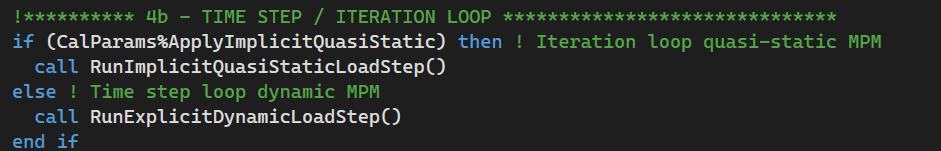 !********** 4b - TIME STEP / ITERATION LOOP ******************************
if (CalParams%ApplyImplicitQuasiStatic) then ! Iteration loop quasi-static MPM
  call RunImplicitQuasiStaticLoadStep()
else ! Time step loop dynamic MPM
  call RunExplicitDynamicLoadStep()
end if